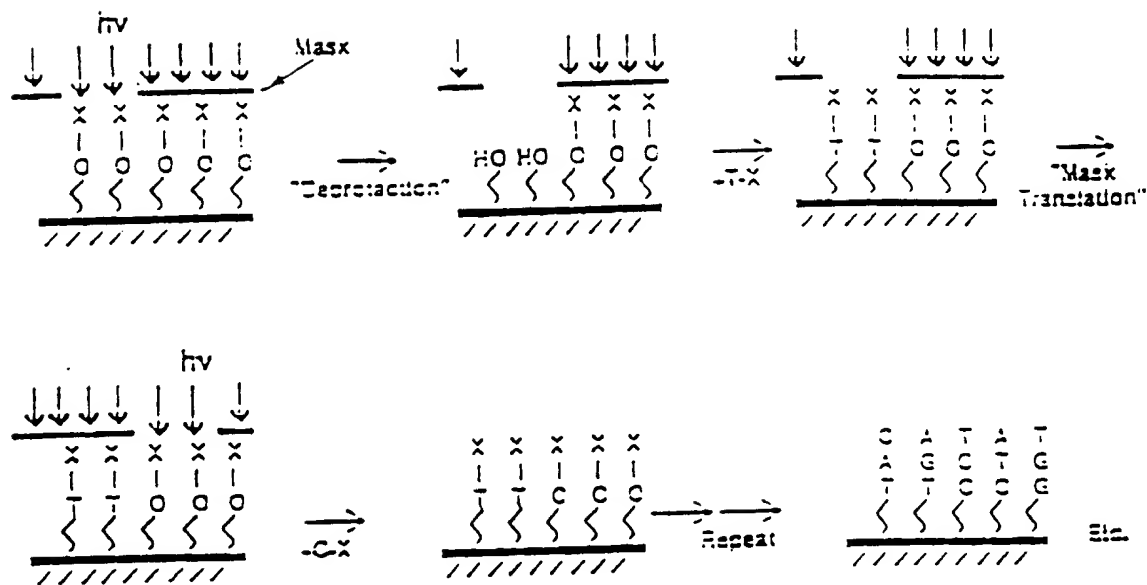 hν
Mask
X X X X X
O O O C C
"Deprotection"
X X X
HO HO C O C
+T-X
X X X X X
T T O C C
"Mask
Translation"
hν
X X X X X
T T O O O
+C-X
X X X X X
T T C C C
Repeat
C A T A T
A G C T G
T T C C G
Etc.